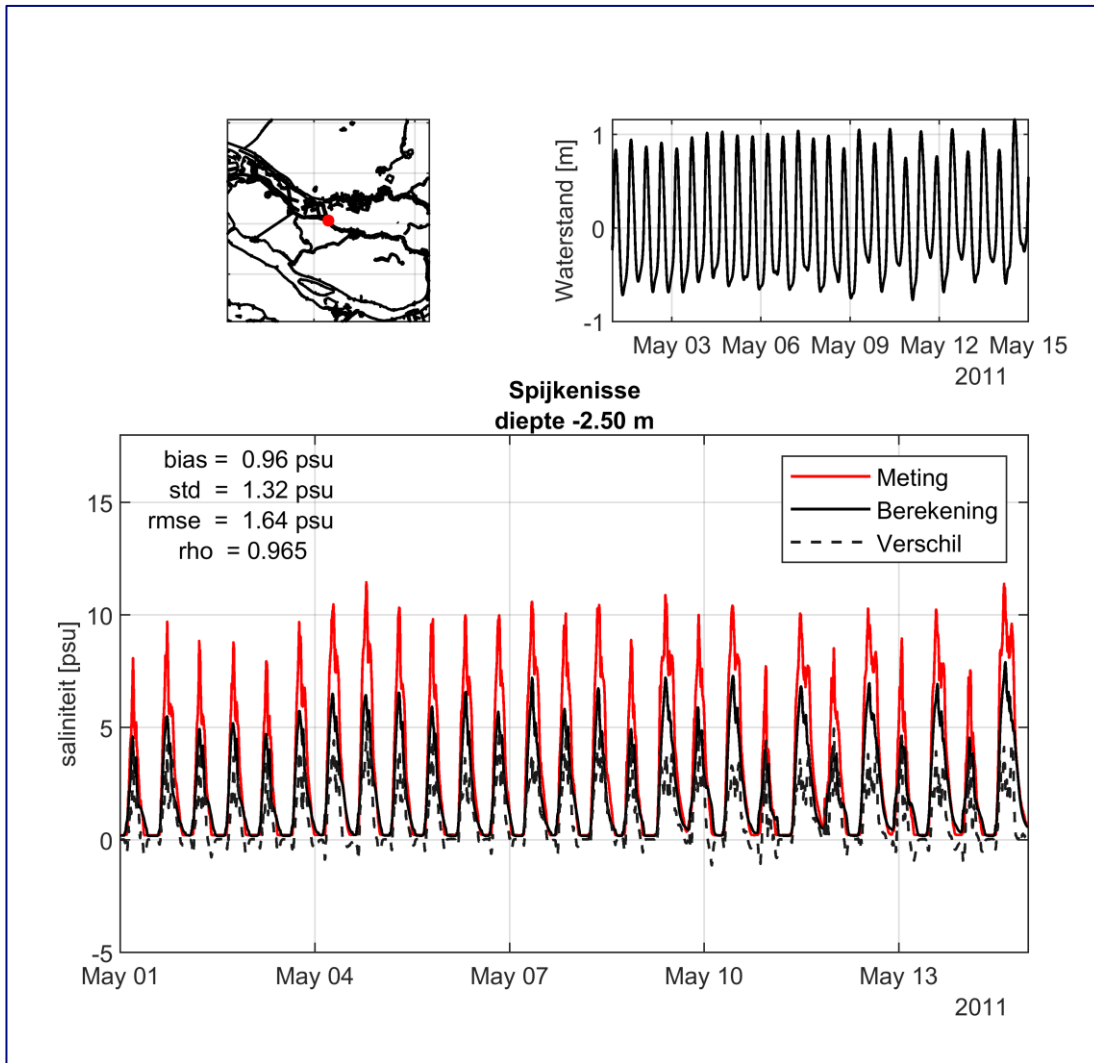 Waterstand [m]
1
0
-1
May 03 May 06 May 09 May 12 May 15
2011
Spijkenisse
diepte -2.50 m
bias = 0.96 psu
std = 1.32 psu
rmse = 1.64 psu
rho = 0.965
Meting
Berekening
Verschil
saliniteit [psu]
15
10
5
0
-5
May 01 May 04 May 07 May 10 May 13
2011